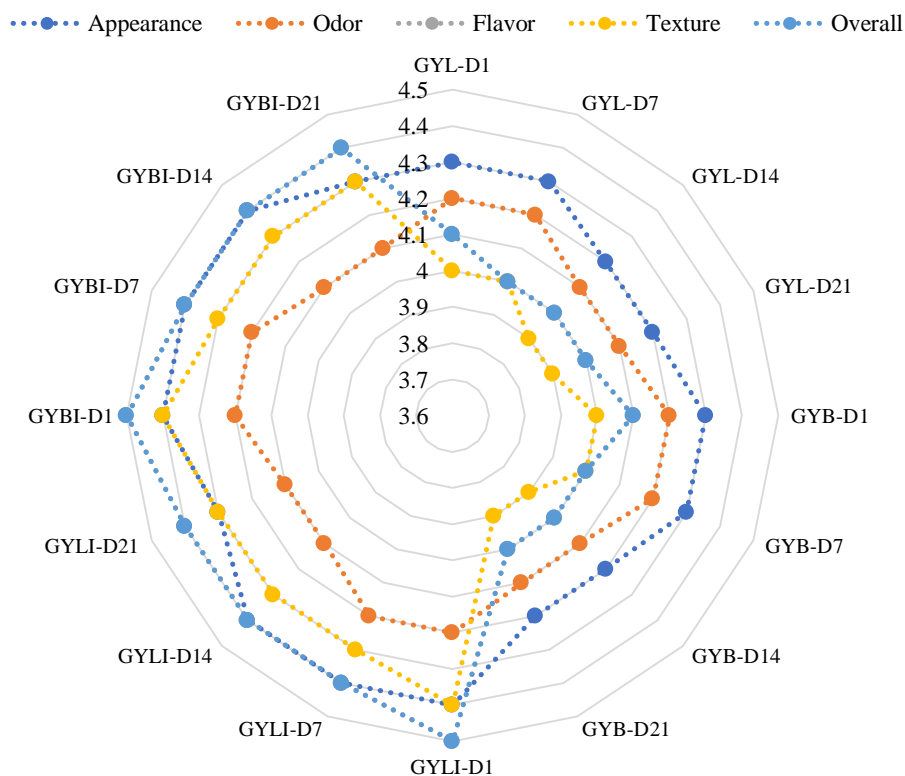 Appearance Odor Flavor Texture Overall
GYL-D1
GYL-D7
GYL-D14
GYL-D21
GYB-D1
GYB-D7
GYB-D14
GYB-D21
GYLI-D1
GYLI-D7
GYLI-D14
GYLI-D21
GYBI-D1
GYBI-D7
GYBI-D14
GYBI-D21
4.5
4.4
4.3
4.2
4.1
4
3.9
3.8
3.7
3.6